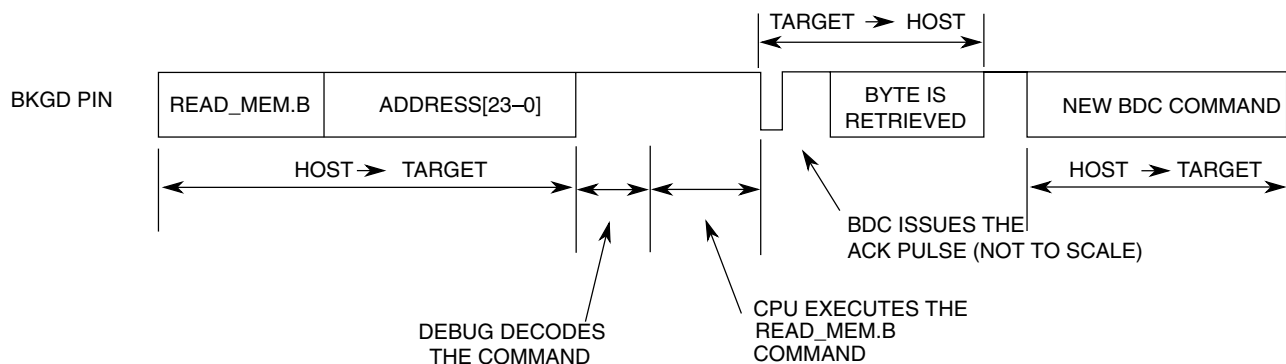 TARGET → HOST
BKGD PIN
READ_MEM.B
ADDRESS[23–0]
BYTE IS
RETRIEVED
NEW BDC COMMAND
HOST → TARGET
HOST → TARGET
BDC ISSUES THE
ACK PULSE (NOT TO SCALE)
DEBUG DECODES
THE COMMAND
CPU EXECUTES THE
READ_MEM.B
COMMAND